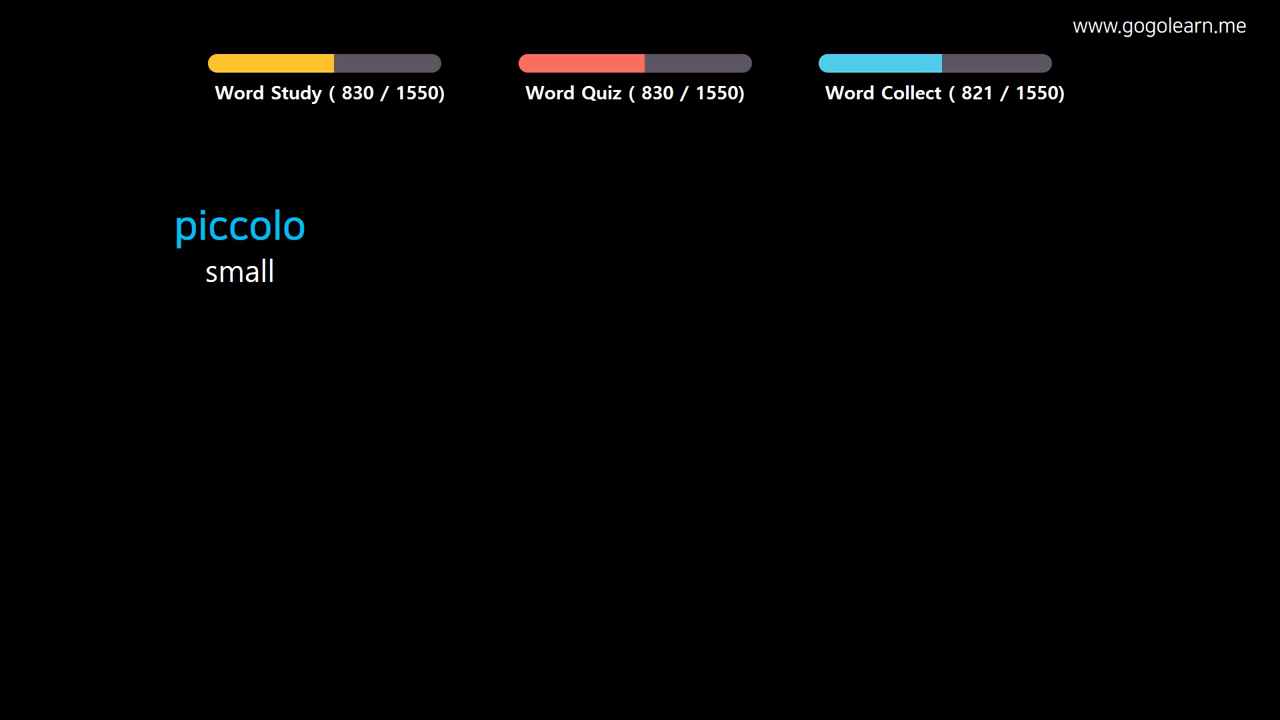 www.gogolearn.me
Word Study ( 830 / 1550)
Word Quiz ( 830 / 1550)
Word Collect ( 821 / 1550)
piccolo
small